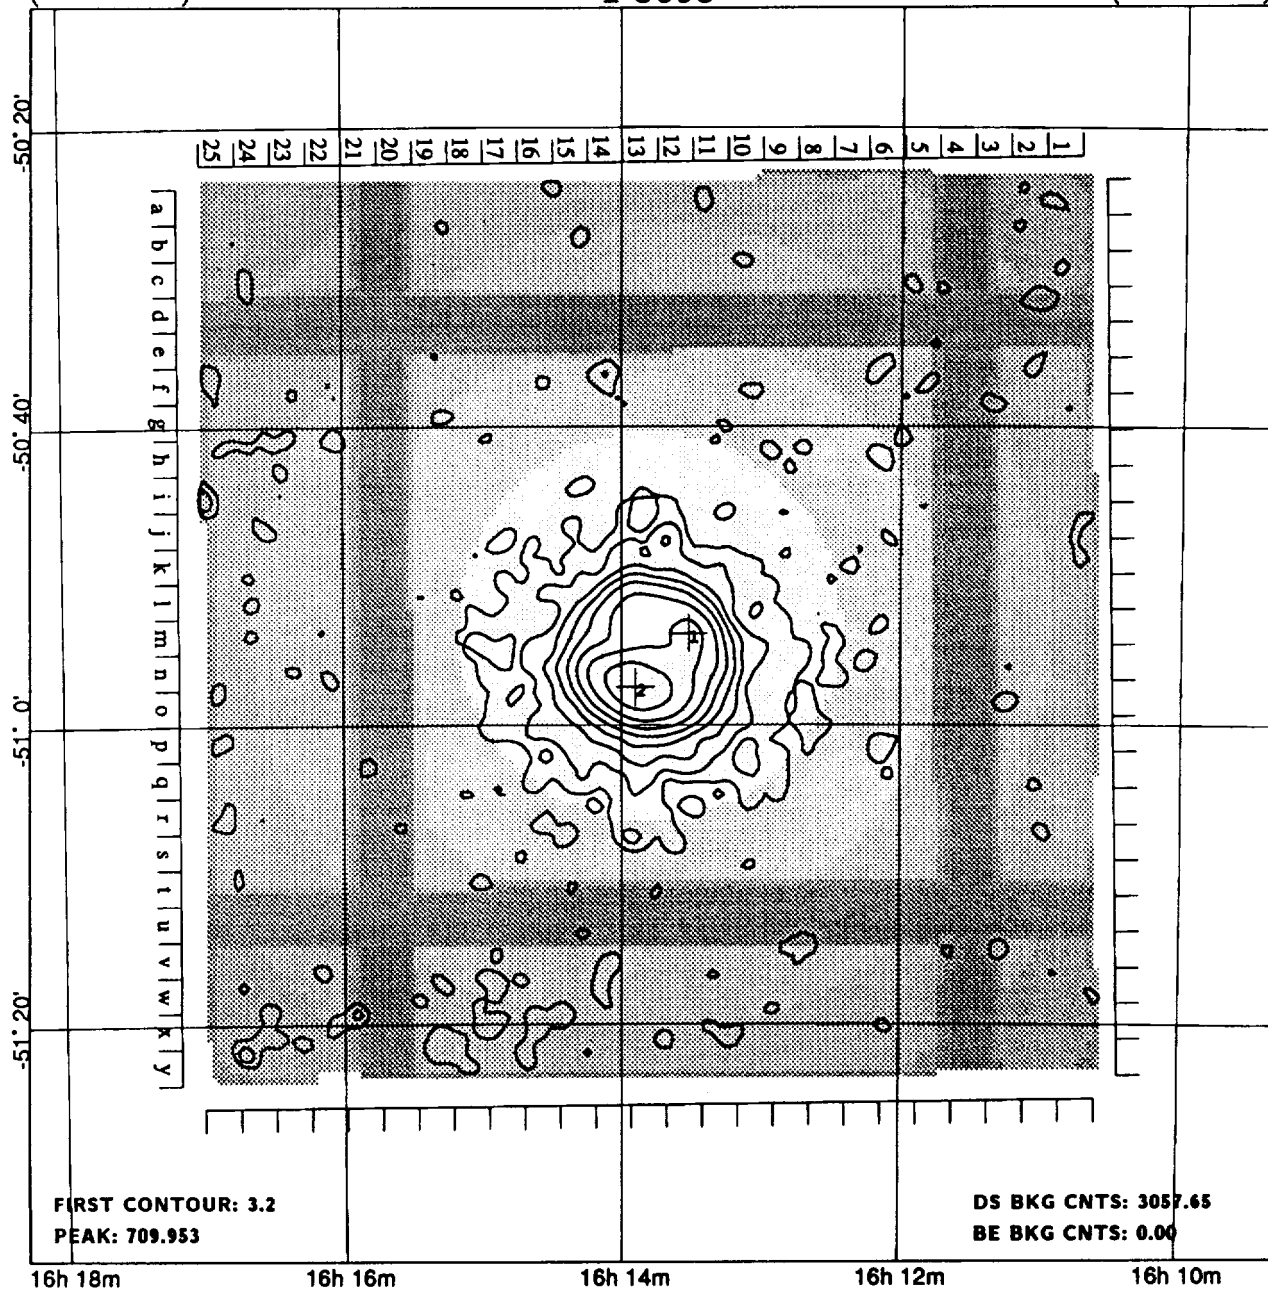 -50° 20'
25 24 23 22 21 20 19 18 17 16 15 14 13 12 11 10 9 8 7 6 5 4 3 2 1
a
b
c
d
e
f
-50° 40'
g
h
i
j
k
l
m
1
n
2
-51° 0'
o
p
q
r
s
t
u
v
w
-51° 20'
x
y
FIRST CONTOUR: 3.2
PEAK: 709.953
DS BKG CNTS: 3057.65
BE BKG CNTS: 0.00
16h 18m 16h 16m 16h 14m 16h 12m 16h 10m